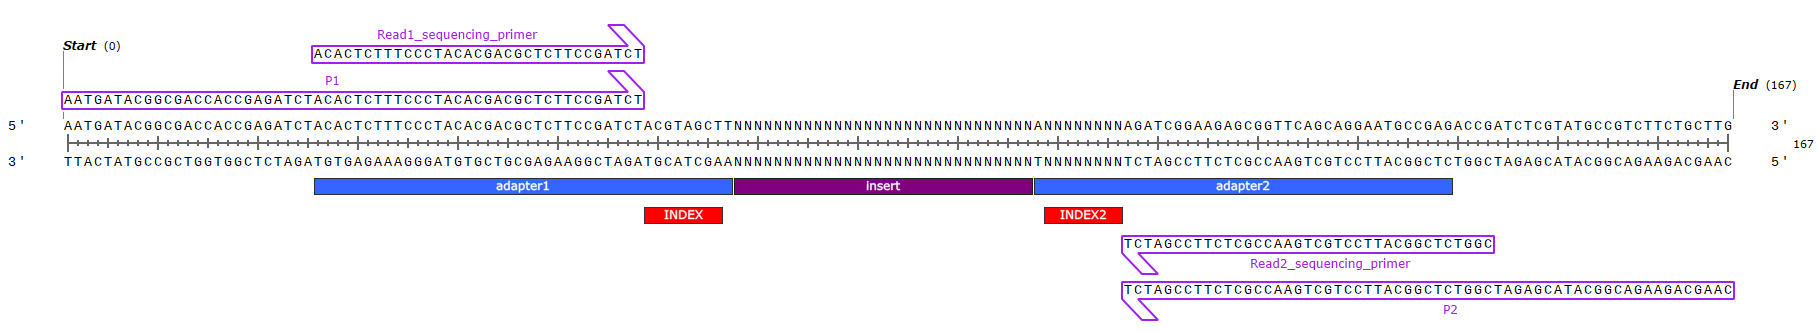 Read1_sequencing_primer
Start (0)
ACACTCTTTCCCTACACGACGCTCTTCCGATCT
P1
End (167)
AATGATACGGCGACCACCGAGATCTACACTCTTTCCCTACACGACGCTCTTCCGATCT
5' AATGATACGGCGACCACCGAGATCTACACTCTTTCCCTACACGACGCTCTTCCGATCTACGTAGCTTNNNNNNNNNNNNNNNNNNNNNNNNNNNNNNANNNNNNNNAGATCGGAAGAGCGGTTCAGCAGGAATGCCGAGACCGATCTCGTATGCCGTCTTCTGCTTG 3'
167
3' TTACTATGCCGCTGGTGGCTCTAGATGTGAGAAAGGGATGTGCTGCGAGAAGGCTAGATGCATCGAANNNNNNNNNNNNNNNNNNNNNNNNNNNNNNTNNNNNNNNTCTAGCCTTCTCGCCAAGTCGTCCTTACGGCTCTGGCTAGAGCATACGGCAGAAGACGAAC 5'
adapter1 insert adapter2
INDEX INDEX2
TCTAGCCTTCTCGCCAAGTCGTCCTTACGGCTCTGGC
Read2_sequencing_primer
TCTAGCCTTCTCGCCAAGTCGTCCTTACGGCTCTGGCTAGAGCATACGGCAGAAGACGAAC
P2